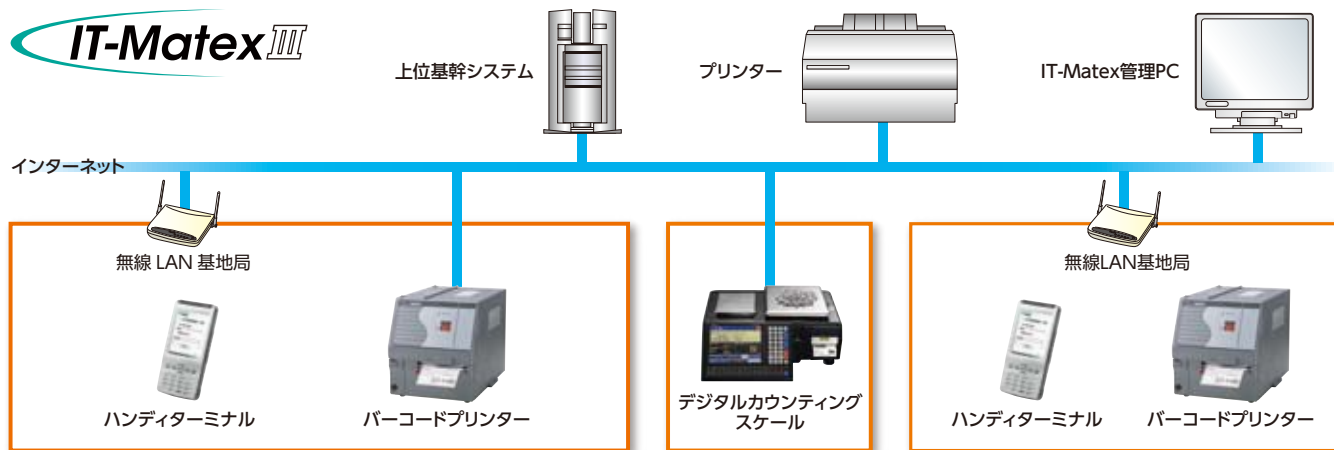 IT-Matex III
上位基幹システム
プリンター
IT-Matex管理PC
インターネット
無線 LAN 基地局
無線LAN基地局
ハンディターミナル
バーコードプリンター
デジタルカウンティング
スケール
ハンディターミナル
バーコードプリンター